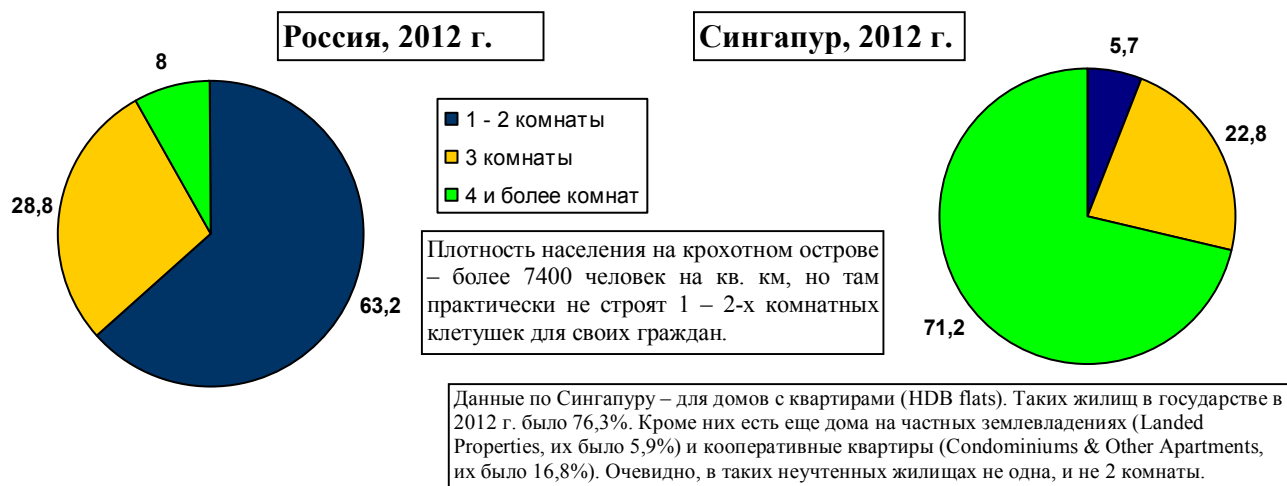 Россия, 2012 г.
8
28,8
63,2
1 - 2 комнаты
3 комнаты
4 и более комнат
Сингапур, 2012 г.
5,7
22,8
71,2
Плотность населения на крохотном острове
– более 7400 человек на кв. км, но там
практически не строят 1 – 2-х комнатных
клетушек для своих граждан.
Данные по Сингапуру – для домов с квартирами (HDB flats). Таких жилищ в государстве в
2012 г. было 76,3%. Кроме них есть еще дома на частных землевладениях (Landed
Properties, их было 5,9%) и кооперативные квартиры (Condominiums & Other Apartments,
их было 16,8%). Очевидно, в таких неучтенных жилищах не одна, и не 2 комнаты.